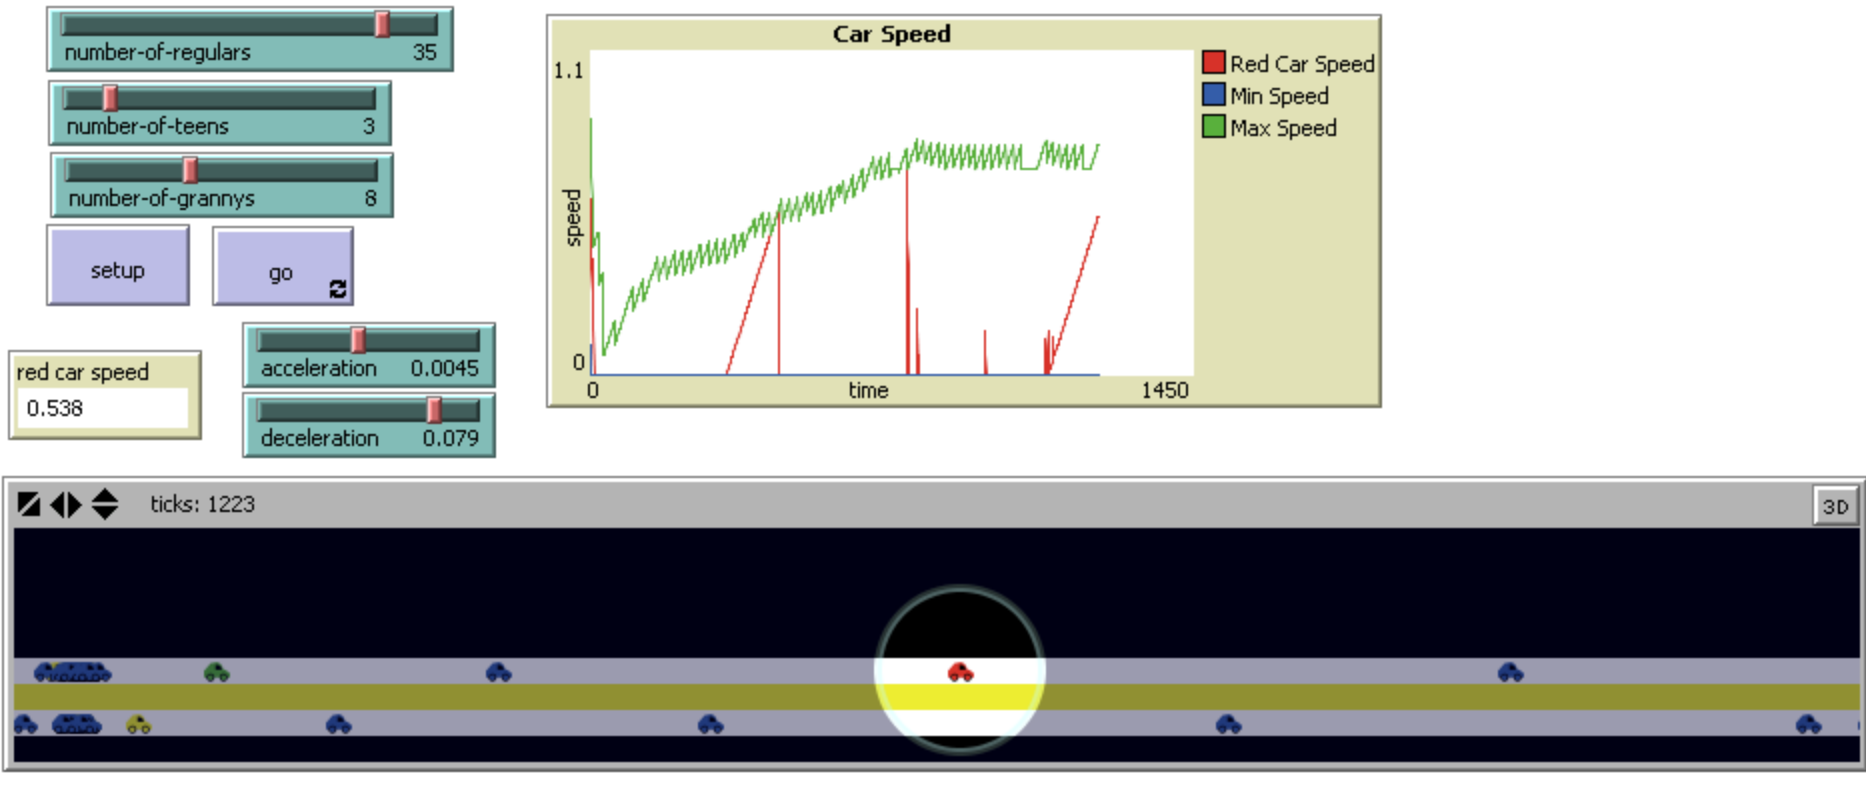 number-of-regulars 35
number-of-teens 3
number-of-grannys 8
setup
go
acceleration 0.0045
deceleration 0.079
red car speed
0.538
Car Speed
1.1
speed
0
0 time 1450
Red Car Speed
Min Speed
Max Speed
ticks: 1223
3D